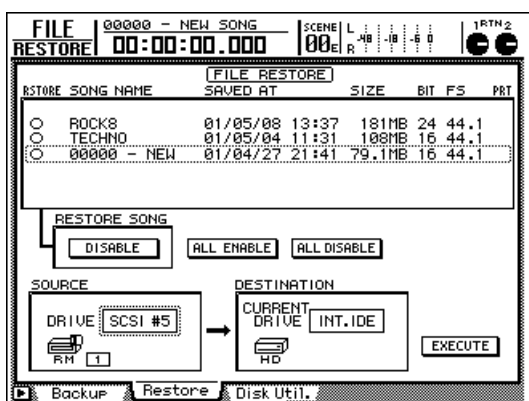 FILE RESTORE
00000 - NEW SONG
00:00:00.000
SCENE 00E
L -48 -18 -6 0
R
1RTN2
FILE RESTORE
RSTORE SONG NAME SAVED AT SIZE BIT FS PRT
ROCK8 01/05/08 13:37 181MB 24 44.1
TECHNO 01/05/04 11:31 108MB 16 44.1
00000 - NEW 01/04/27 21:41 79.1MB 16 44.1
RESTORE SONG
DISABLE ALL ENABLE ALL DISABLE
SOURCE
DRIVE SCSI #5
RM 1
DESTINATION
CURRENT DRIVE INT.IDE
HD
EXECUTE
Backup Restore Disk Util.